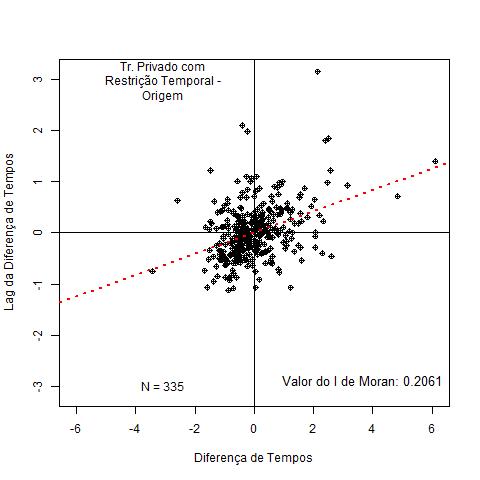 Tr. Privado com
Restrição Temporal -
Origem
3
2
1
0
-1
-2
-3
Lag da Diferença de Tempos
N = 335
Valor do I de Moran: 0.2061
-6
-4
-2
0
2
4
6
Diferença de Tempos